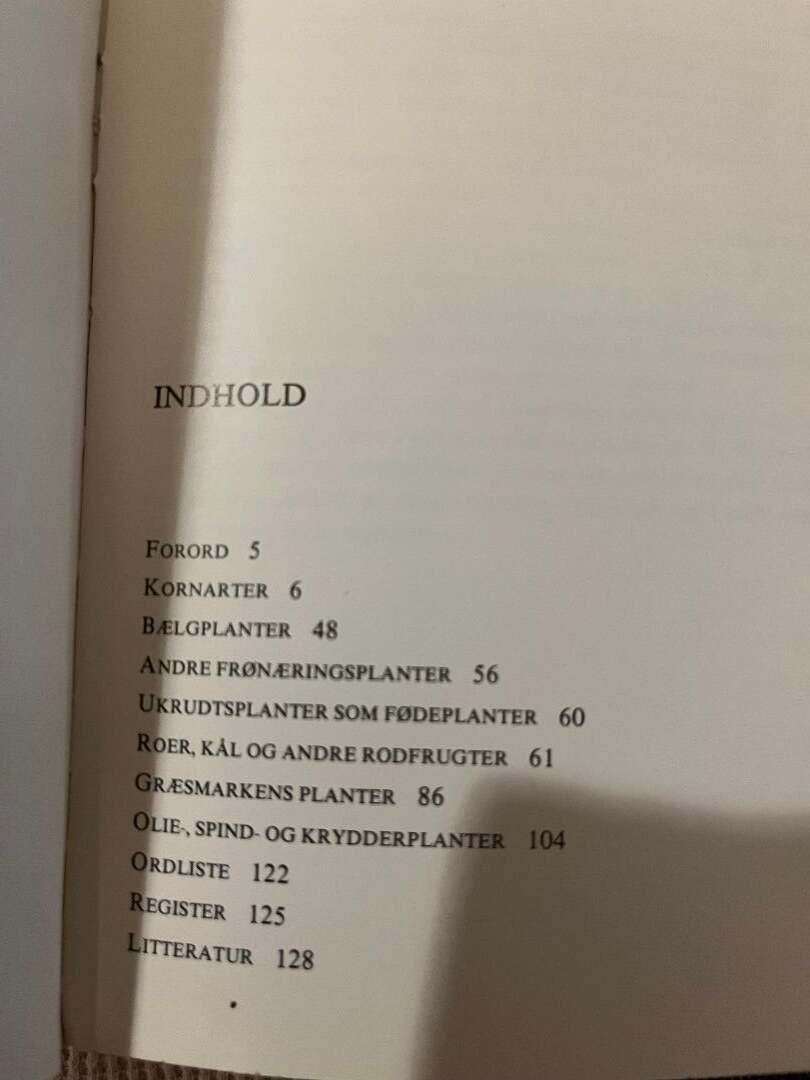 INDHOLD
FORORD 5
KORNARTER 6
BÆLGPLANTER 48
ANDRE FRØNÆRINGSPLANTER 56
UKRUDTSPLANTER SOM FØDEPLANTER 60
ROER, KÅL OG ANDRE RODFRUGTER 61
GRÆSMARKENS PLANTER 86
OLIE-, SPIND- OG KRYDDERPLANTER 104
ORDLISTE 122
REGISTER 125
LITTERATUR 128